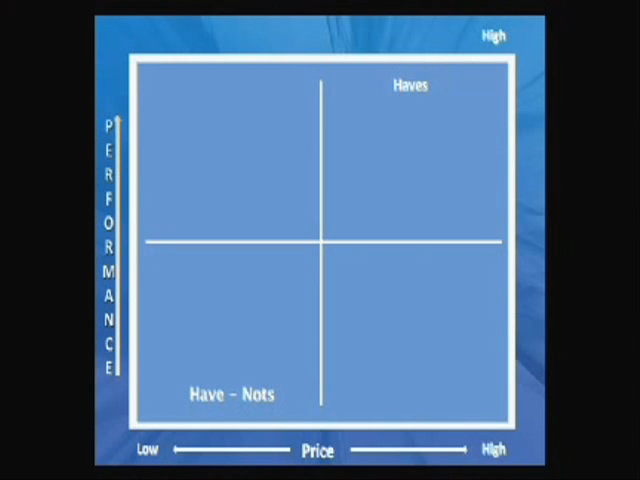 High
Haves
PERFORMANCE
Have – Nots
Low Price High